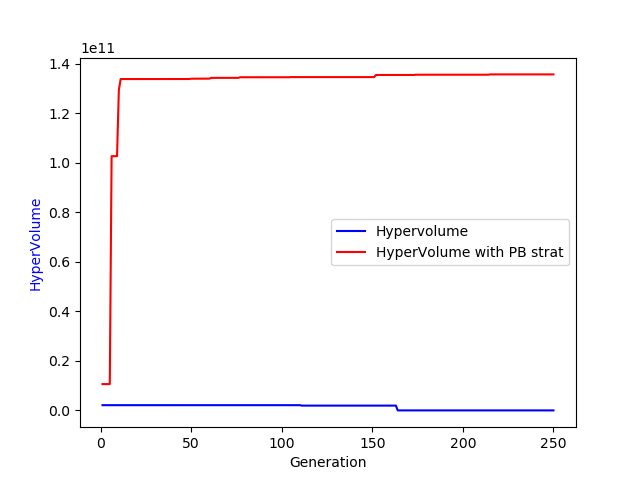 1e11
1.4
1.2
1.0
0.8
0.6
0.4
0.2
0.0
HyperVolume
Hypervolume
HyperVolume with PB strat
0 50 100 150 200 250
Generation